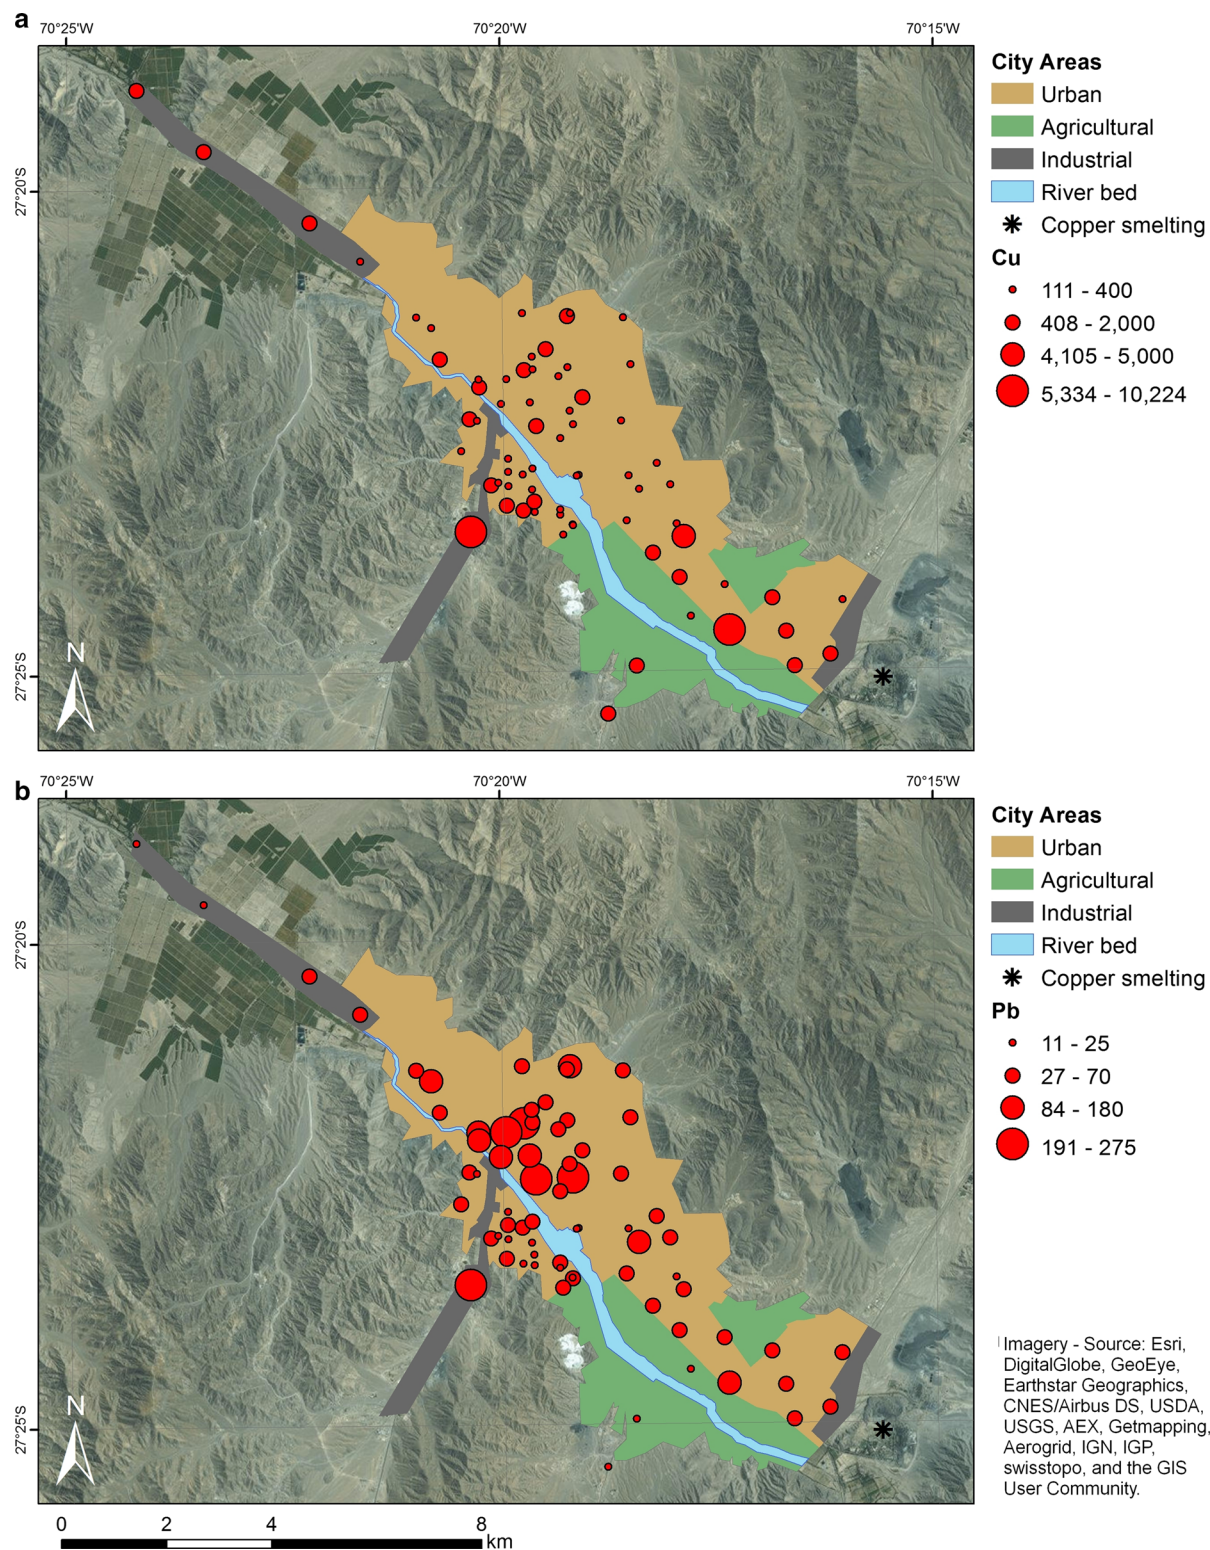 a
70°25'W 70°20'W 70°15'W
27°20'S
27°25'S
N
City Areas
Urban
Agricultural
Industrial
River bed
Copper smelting
Cu
111 - 400
408 - 2,000
4,105 - 5,000
5,334 - 10,224
b
70°25'W 70°20'W 70°15'W
27°20'S
27°25'S
N
City Areas
Urban
Agricultural
Industrial
River bed
Copper smelting
Pb
11 - 25
27 - 70
84 - 180
191 - 275
Imagery - Source: Esri,
DigitalGlobe, GeoEye,
Earthstar Geographics,
CNES/Airbus DS, USDA,
USGS, AEX, Getmapping,
Aerogrid, IGN, IGP,
swisstopo, and the GIS
User Community.
0 2 4 8
km